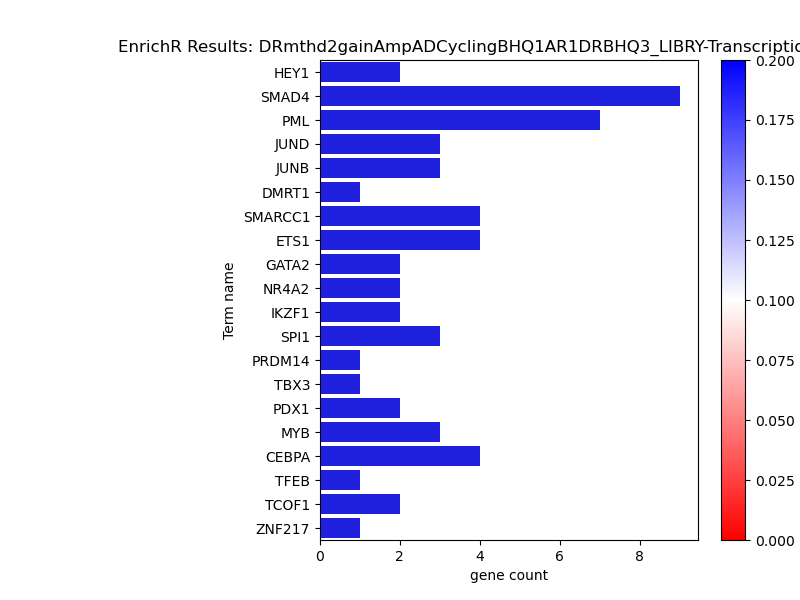 EnrichR Results: DRmthd2gainAmpADCyclingBHQ1AR1DRBHQ3_LIBRY-Transcriptio
HEY1
SMAD4
PML
JUND
JUNB
DMRT1
SMARCC1
ETS1
GATA2
NR4A2
IKZF1
SPI1
PRDM14
TBX3
PDX1
MYB
CEBPA
TFEB
TCOF1
ZNF217
Term name
0 2 4 6 8
gene count
0.200
0.175
0.150
0.125
0.100
0.075
0.050
0.025
0.000